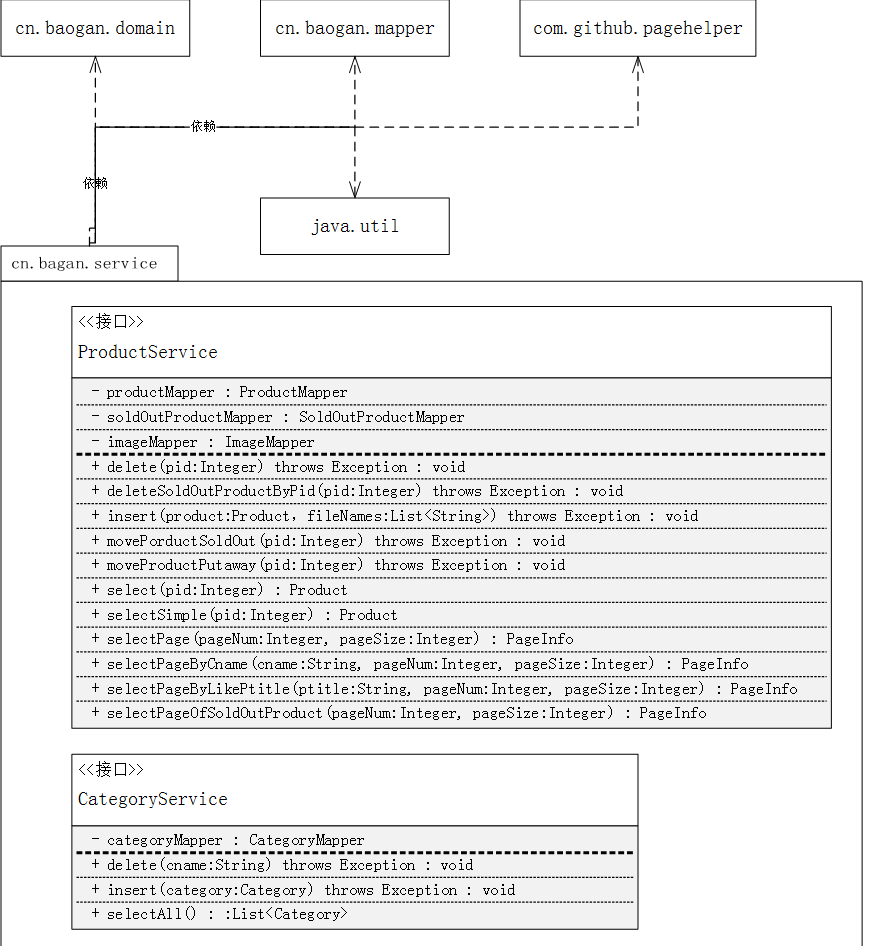 cn.baogan.domain
cn.baogan.mapper
com.github.pagehelper
依赖
依赖
java.util
cn.bagan.service
<<接口>>
ProductService
- productMapper : ProductMapper
- soldOutProductMapper : SoldOutProductMapper
- imageMapper : ImageMapper
+ delete(pid:Integer) throws Exception : void
+ deleteSoldOutProductByPid(pid:Integer) throws Exception : void
+ insert(product:Product, fileNames:List<String>) throws Exception : void
+ movePorductSoldOut(pid:Integer) throws Exception : void
+ moveProductPutaway(pid:Integer) throws Exception : void
+ select(pid:Integer) : Product
+ selectSimple(pid:Integer) : Product
+ selectPage(pageNum:Integer, pageSize:Integer) : PageInfo
+ selectPageByCname(cname:String, pageNum:Integer, pageSize:Integer) : PageInfo
+ selectPageByLikePtitle(ptitle:String, pageNum:Integer, pageSize:Integer) : PageInfo
+ selectPageOfSoldOutProduct(pageNum:Integer, pageSize:Integer) : PageInfo
<<接口>>
CategoryService
- categoryMapper : CategoryMapper
+ delete(cname:String) throws Exception : void
+ insert(category:Category) throws Exception : void
+ selectAll() : :List<Category>